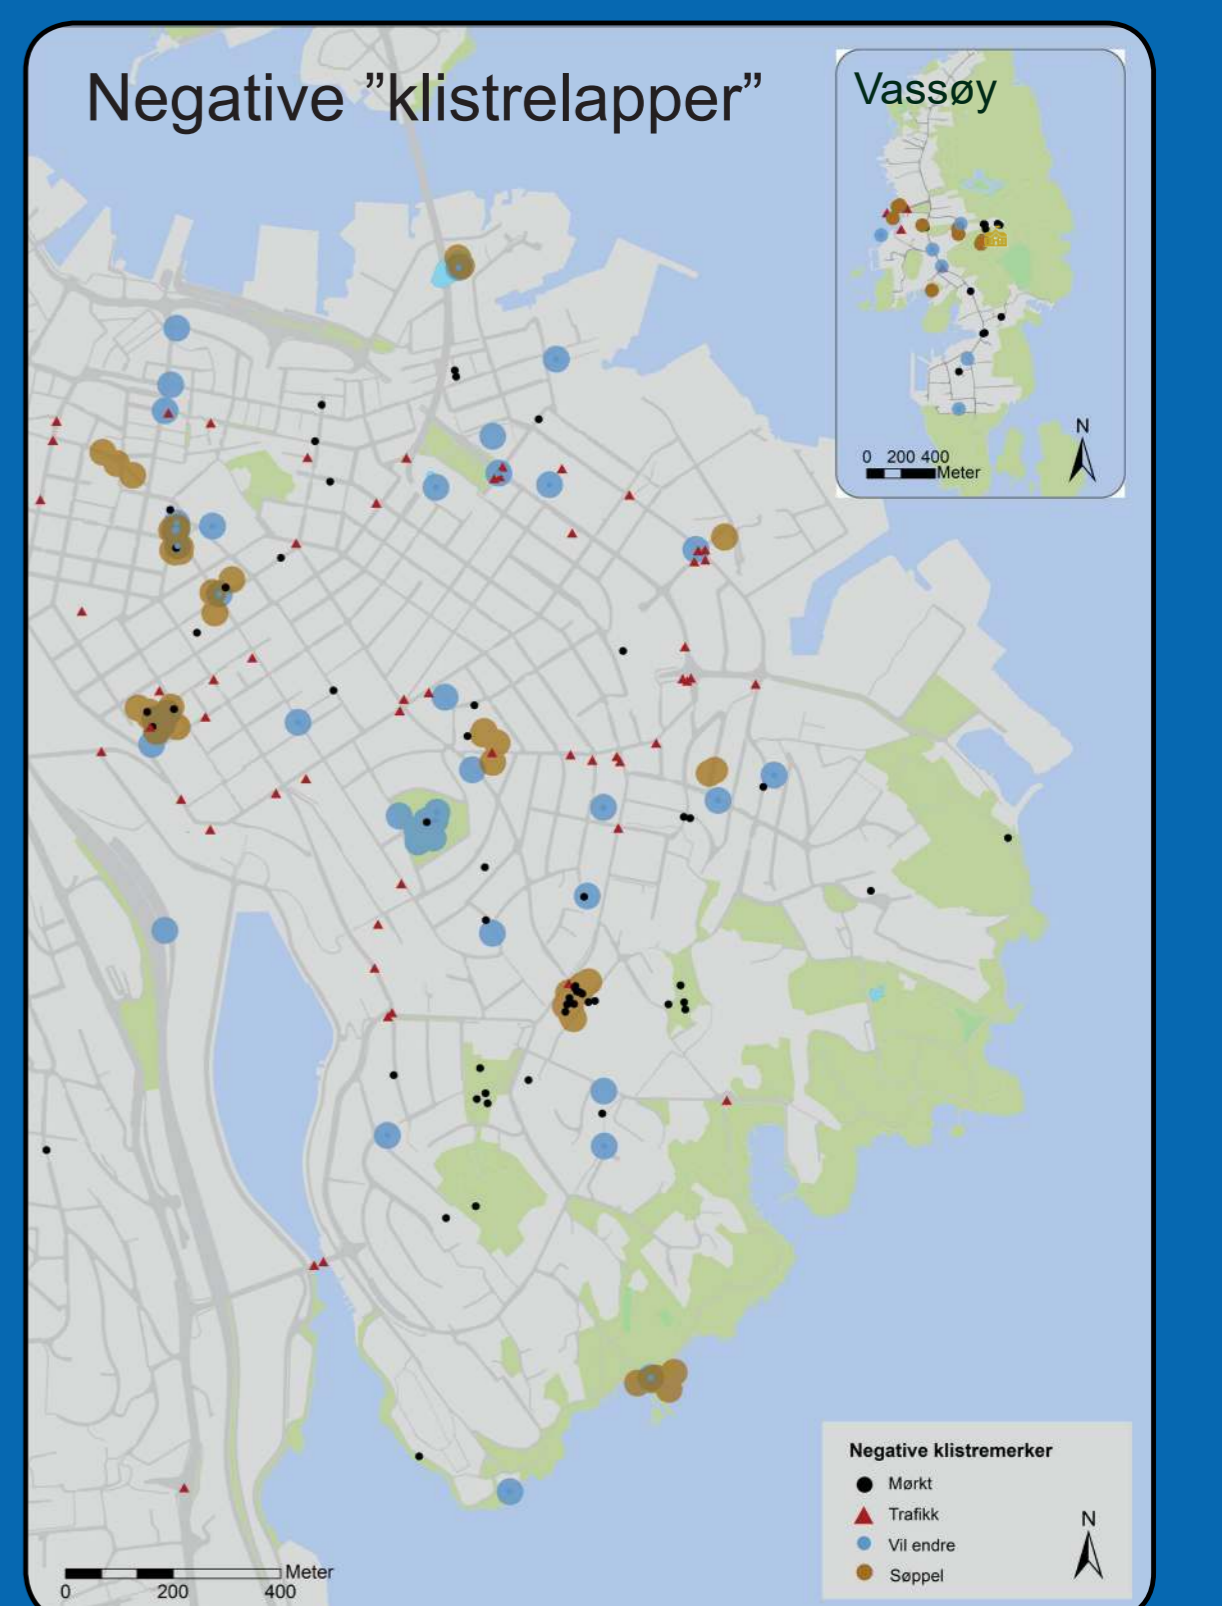 Negative ”klistrelapper”
Vassøy
N
0 200 400
Meter
Negative klistremerker
Mørkt
Trafikk
Vil endre
Søppel
N
Meter
0 200 400